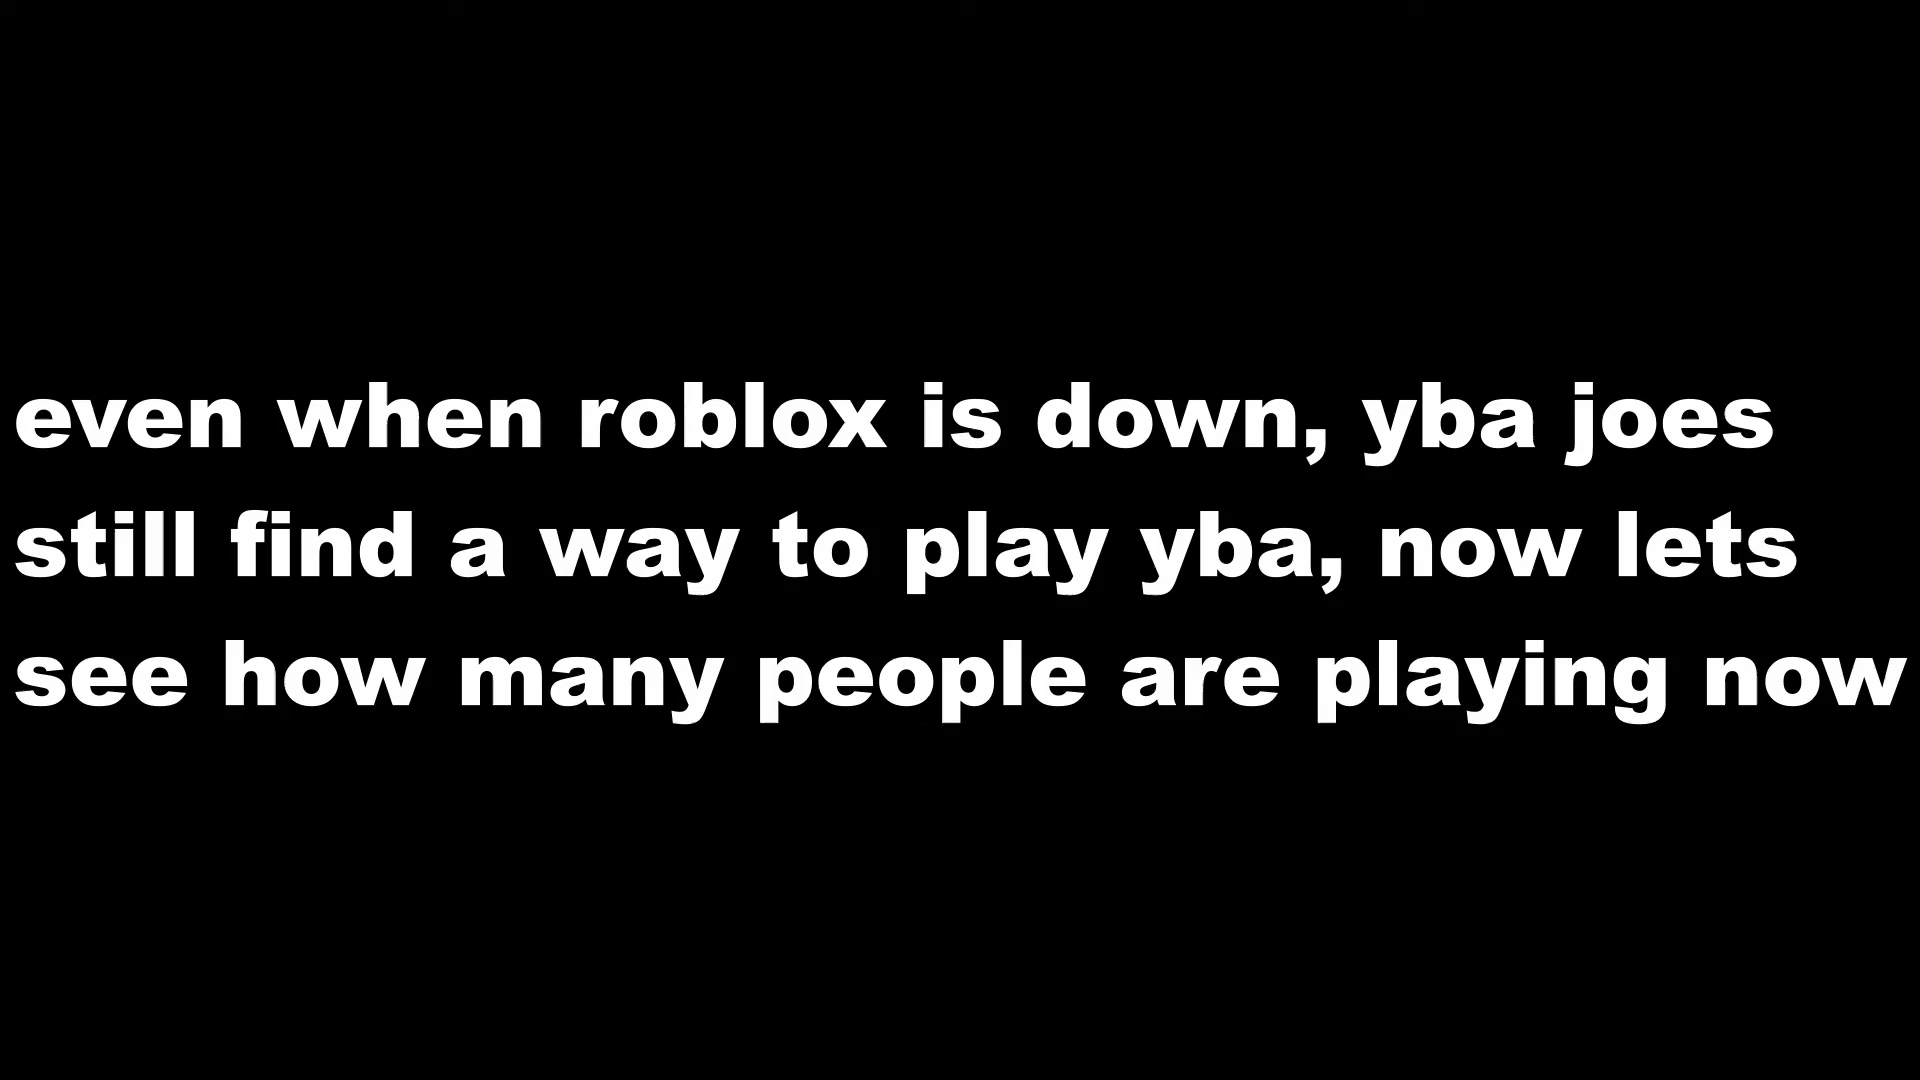 even when roblox is down, yba joes
still find a way to play yba, now lets
see how many people are playing now